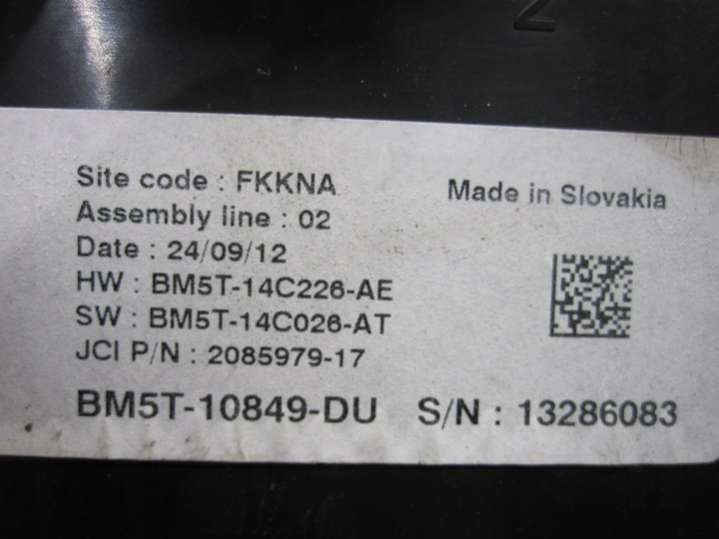 2
Site code : FKKNA
Made in Slovakia
Assembly line : 02
Date : 24/09/12
HW : BM5T-14C226-AE
SW : BM5T-14C026-AT
JCI P/N : 2085979-17
BM5T-10849-DU S/N : 13286083